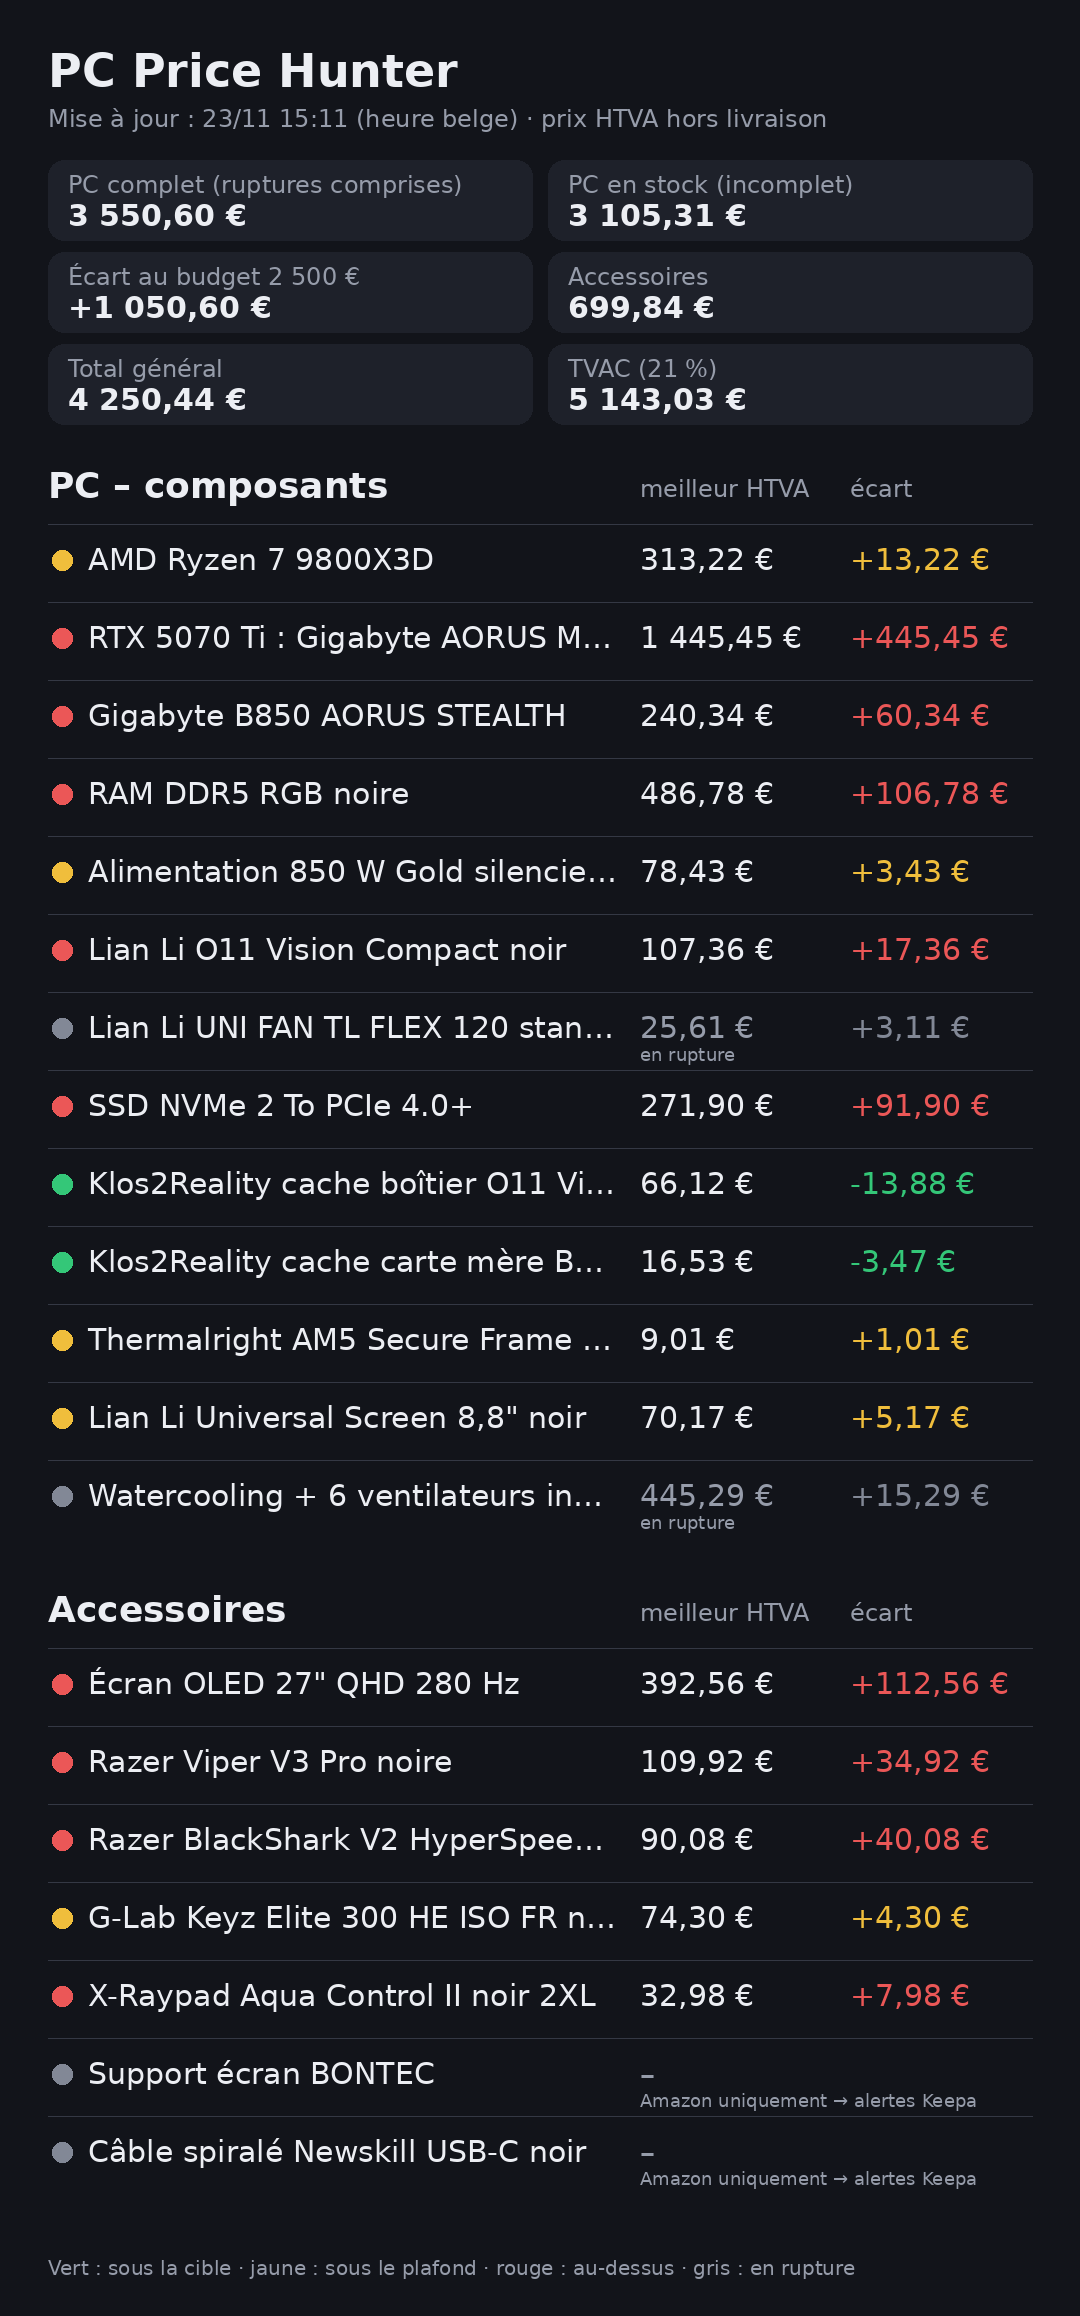 PC Price Hunter
Mise à jour : 23/11 15:11 (heure belge) · prix HTVA hors livraison
PC complet (ruptures comprises)
3 550,60 €
PC en stock (incomplet)
3 105,31 €
Écart au budget 2 500 €
+1 050,60 €
Accessoires
699,84 €
Total général
4 250,44 €
TVAC (21 %)
5 143,03 €
PC – composants meilleur HTVA écart
AMD Ryzen 7 9800X3D 313,22 € +13,22 €
RTX 5070 Ti : Gigabyte AORUS M… 1 445,45 € +445,45 €
Gigabyte B850 AORUS STEALTH 240,34 € +60,34 €
RAM DDR5 RGB noire 486,78 € +106,78 €
Alimentation 850 W Gold silencie… 78,43 € +3,43 €
Lian Li O11 Vision Compact noir 107,36 € +17,36 €
Lian Li UNI FAN TL FLEX 120 stan… 25,61 € +3,11 €
en rupture
SSD NVMe 2 To PCIe 4.0+ 271,90 € +91,90 €
Klos2Reality cache boîtier O11 Vi… 66,12 € -13,88 €
Klos2Reality cache carte mère B… 16,53 € -3,47 €
Thermalright AM5 Secure Frame … 9,01 € +1,01 €
Lian Li Universal Screen 8,8" noir 70,17 € +5,17 €
Watercooling + 6 ventilateurs in… 445,29 € +15,29 €
en rupture
Accessoires meilleur HTVA écart
Écran OLED 27" QHD 280 Hz 392,56 € +112,56 €
Razer Viper V3 Pro noire 109,92 € +34,92 €
Razer BlackShark V2 HyperSpee… 90,08 € +40,08 €
G-Lab Keyz Elite 300 HE ISO FR n… 74,30 € +4,30 €
X-Raypad Aqua Control II noir 2XL 32,98 € +7,98 €
Support écran BONTEC –
Amazon uniquement → alertes Keepa
Câble spiralé Newskill USB-C noir –
Amazon uniquement → alertes Keepa
Vert : sous la cible · jaune : sous le plafond · rouge : au-dessus · gris : en rupture